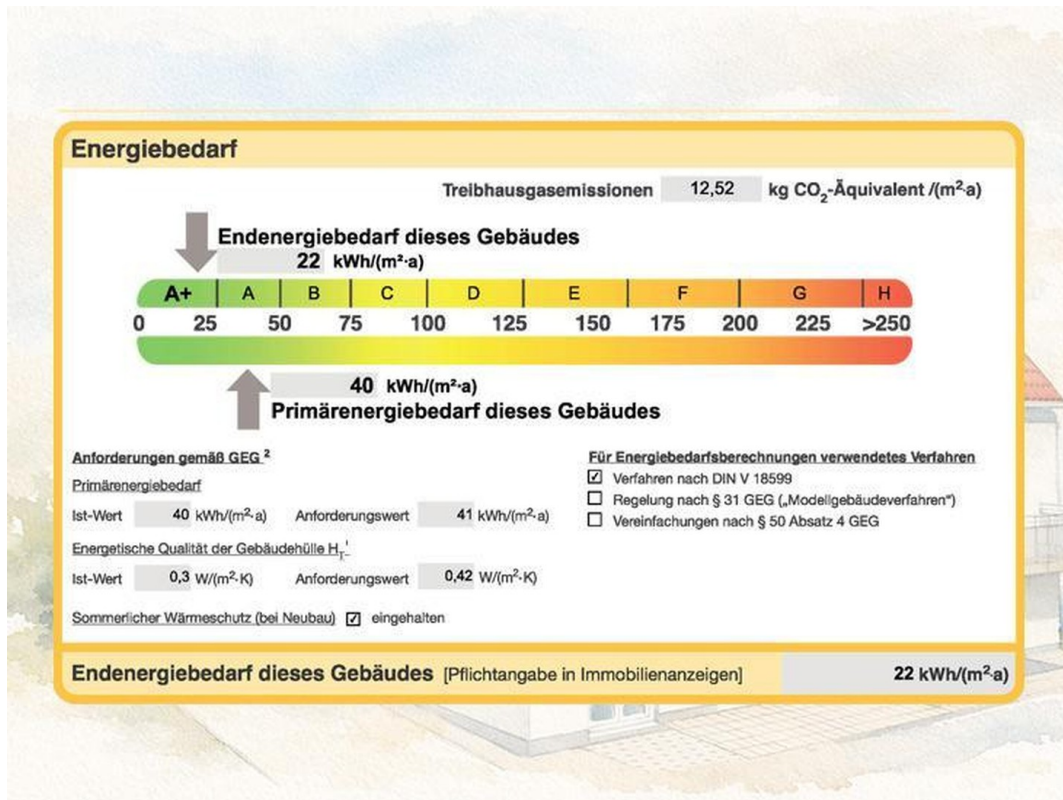 Energiebedarf
Treibhausgasemissionen 12,52 kg CO₂-Äquivalent /(m²·a)
Endenergiebedarf dieses Gebäudes
22 kWh/(m²·a)
A+ A B C D E F G H
0 25 50 75 100 125 150 175 200 225 >250
40 kWh/(m²·a)
Primärenergiebedarf dieses Gebäudes
Anforderungen gemäß GEG ²
Primärenergiebedarf
Ist-Wert 40 kWh/(m²·a) Anforderungswert 41 kWh/(m²·a)
Energetische Qualität der Gebäudehülle H_T'
Ist-Wert 0,3 W/(m²·K) Anforderungswert 0,42 W/(m²·K)
Sommerlicher Wärmeschutz (bei Neubau) ☑ eingehalten
Für Energiebedarfsberechnungen verwendetes Verfahren
☑ Verfahren nach DIN V 18599
☐ Regelung nach § 31 GEG („Modellgebäudeverfahren")
☐ Vereinfachungen nach § 50 Absatz 4 GEG
Endenergiebedarf dieses Gebäudes [Pflichtangabe in Immobilienanzeigen] 22 kWh/(m²·a)